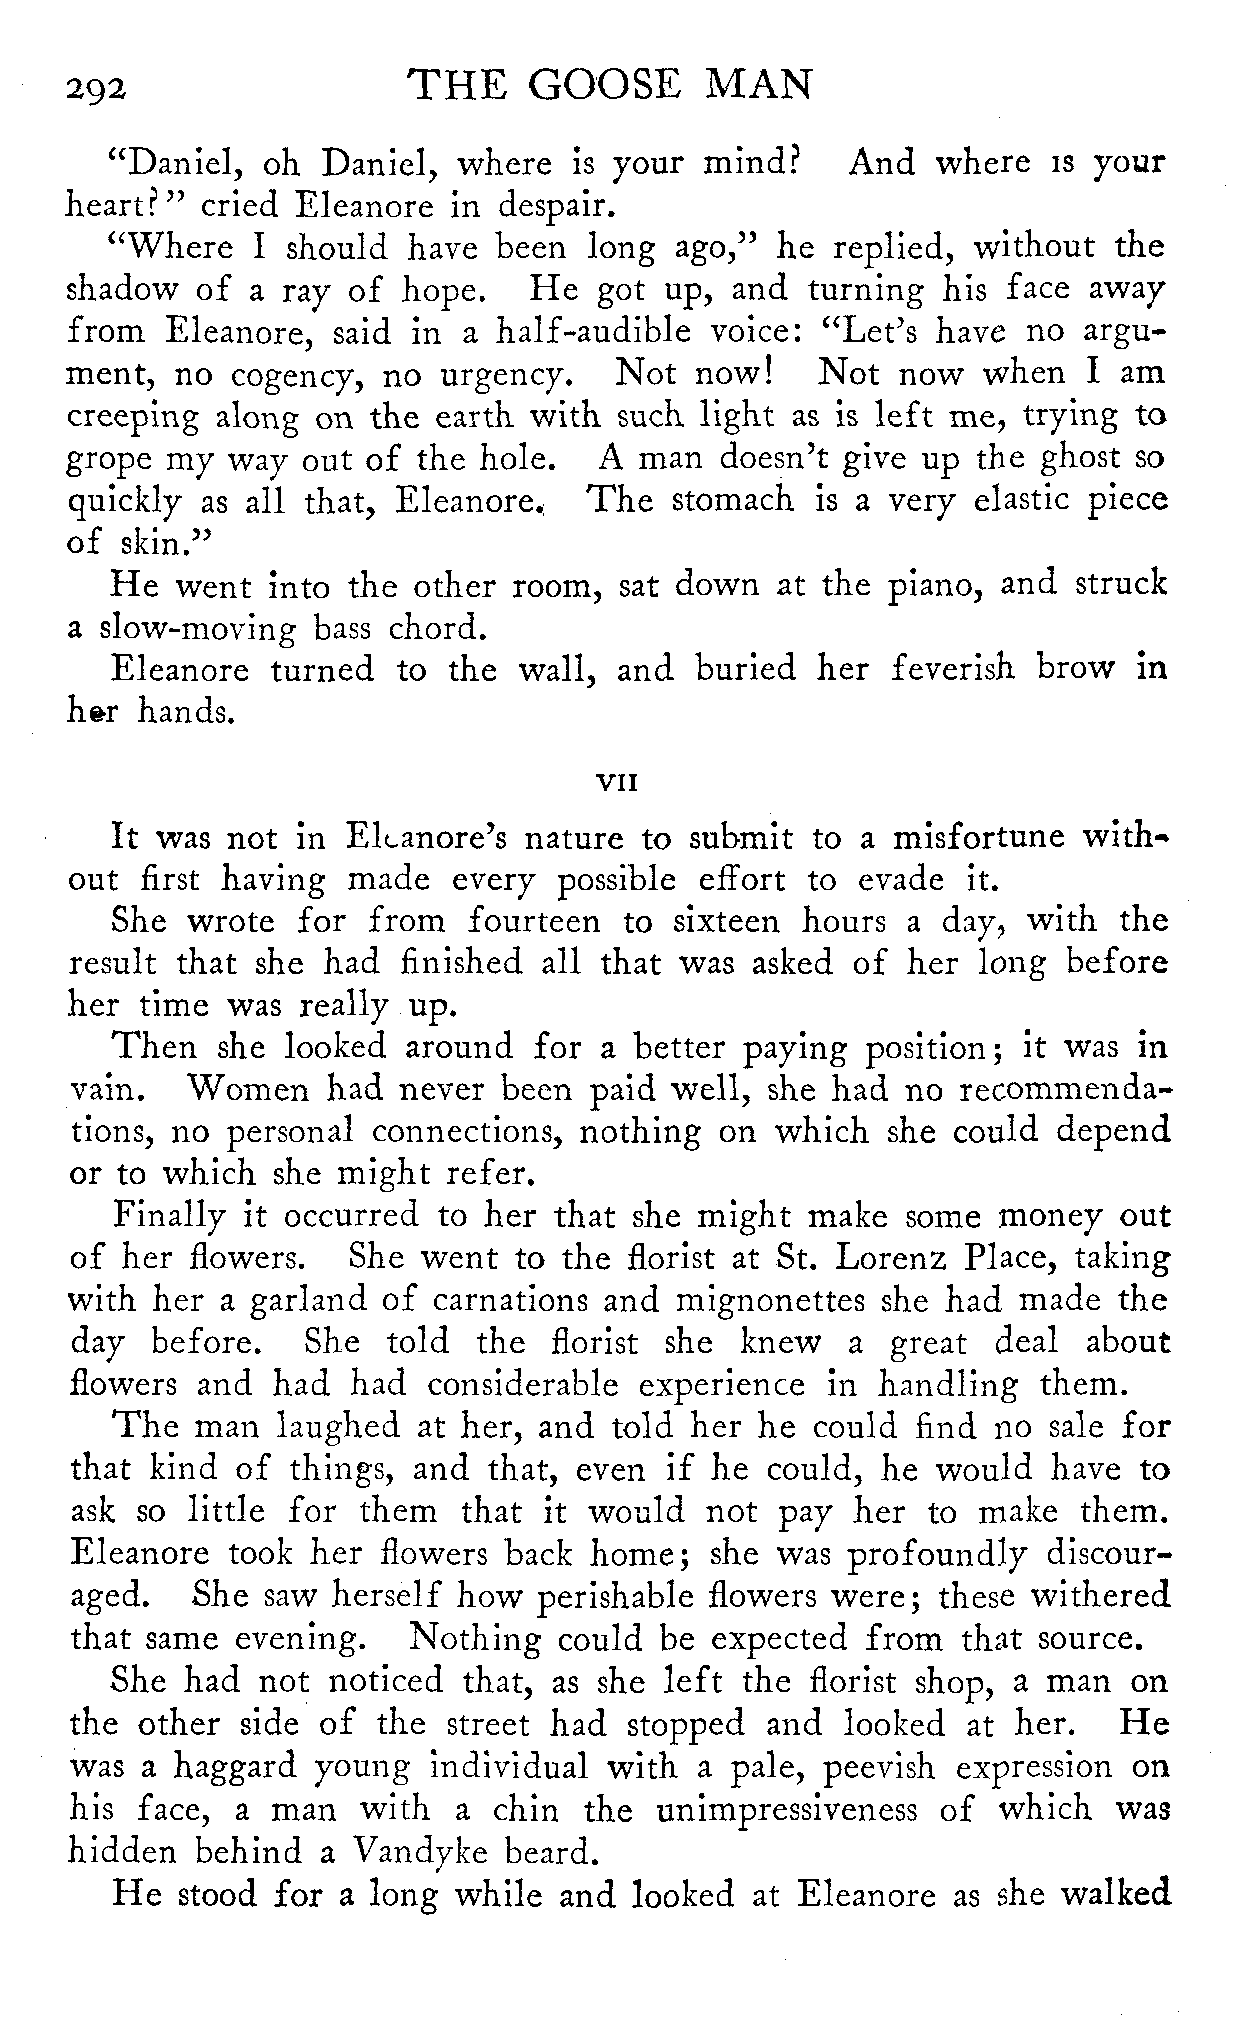 292 THE GOOSE MAN
“Daniel, oh Daniel, where is your mind? And where is your
heart?” cried Eleanore in despair.
“Where I should have been long ago,” he replied, without the
shadow of a ray of hope. He got up, and turning his face away
from Eleanore, said in a half-audible voice: “Let’s have no argu-
ment, no cogency, no urgency. Not now! Not now when I am
creeping along on the earth with such light as is left me, trying to
grope my way out of the hole. A man doesn’t give up the ghost so
quickly as all that, Eleanore. The stomach is a very elastic piece
of skin.”
He went into the other room, sat down at the piano, and struck
a slow-moving bass chord.
Eleanore turned to the wall, and buried her feverish brow in
her hands.
VII
It was not in Eleanore’s nature to submit to a misfortune with-
out first having made every possible effort to evade it.
She wrote for from fourteen to sixteen hours a day, with the
result that she had finished all that was asked of her long before
her time was really up.
Then she looked around for a better paying position; it was in
vain. Women had never been paid well, she had no recommenda-
tions, no personal connections, nothing on which she could depend
or to which she might refer.
Finally it occurred to her that she might make some money out
of her flowers. She went to the florist at St. Lorenz Place, taking
with her a garland of carnations and mignonettes she had made the
day before. She told the florist she knew a great deal about
flowers and had had considerable experience in handling them.
The man laughed at her, and told her he could find no sale for
that kind of things, and that, even if he could, he would have to
ask so little for them that it would not pay her to make them.
Eleanore took her flowers back home; she was profoundly discour-
aged. She saw herself how perishable flowers were; these withered
that same evening. Nothing could be expected from that source.
She had not noticed that, as she left the florist shop, a man on
the other side of the street had stopped and looked at her. He
was a haggard young individual with a pale, peevish expression on
his face, a man with a chin the unimpressiveness of which was
hidden behind a Vandyke beard.
He stood for a long while and looked at Eleanore as she walked